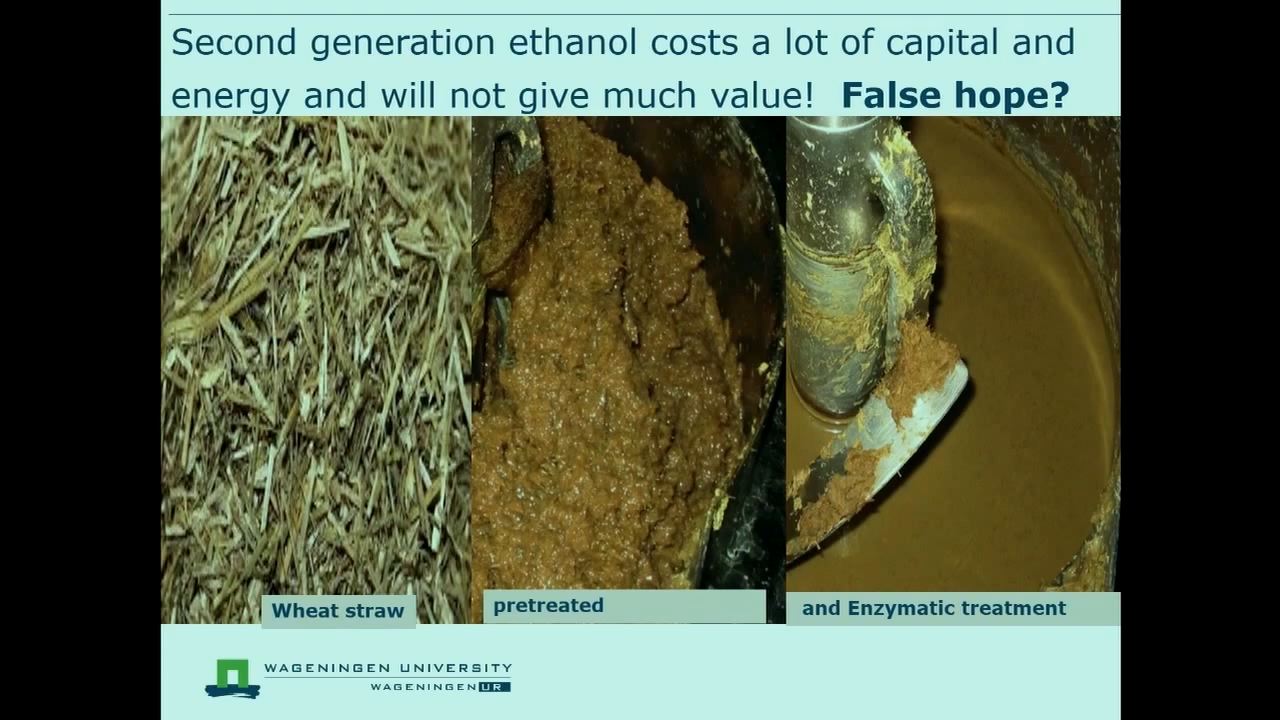 Second generation ethanol costs a lot of capital and
energy and will not give much value! False hope?
Wheat straw
pretreated
and Enzymatic treatment
WAGENINGEN UNIVERSITY
WAGENINGEN UR